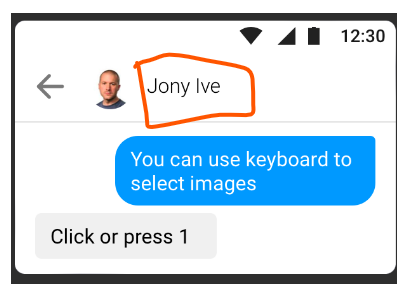 12:30
Jony Ive
You can use keyboard to
select images
Click or press 1